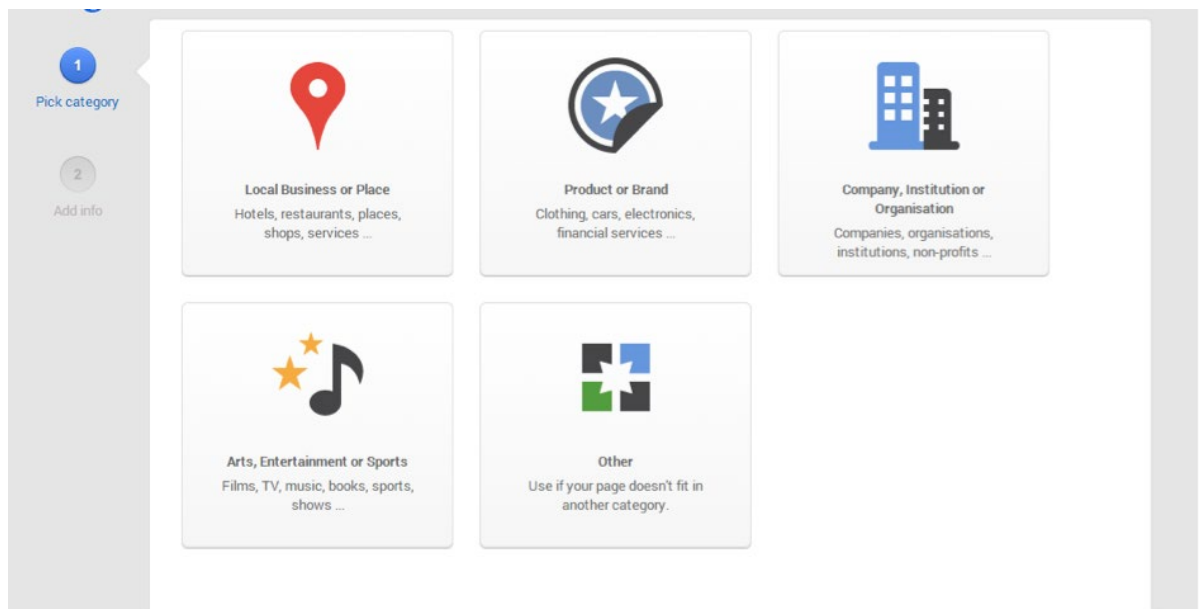 1
Pick category
2
Add info
Local Business or Place
Hotels, restaurants, places,
shops, services ...
Product or Brand
Clothing, cars, electronics,
financial services ...
Company, Institution or
Organisation
Companies, organisations,
institutions, non-profits ...
Arts, Entertainment or Sports
Films, TV, music, books, sports,
shows ...
Other
Use if your page doesn't fit in
another category.